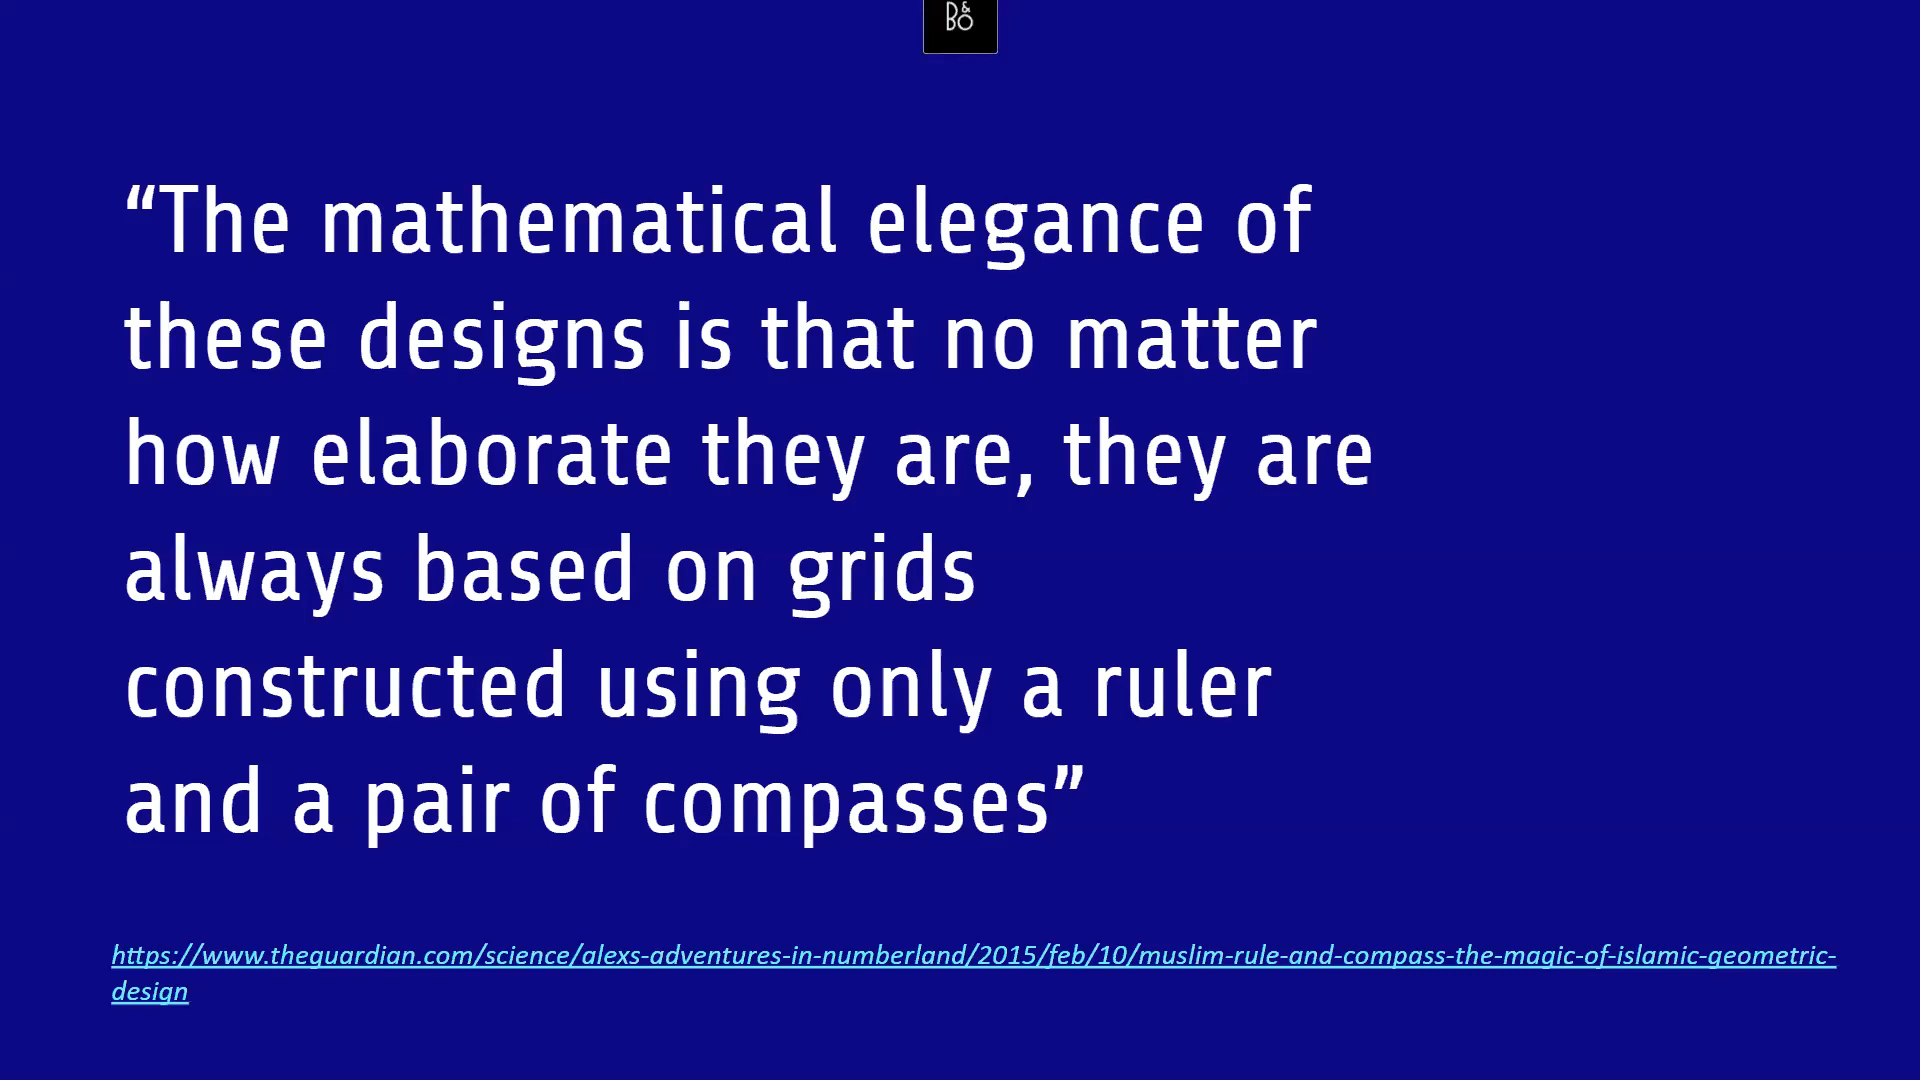 B&O
“The mathematical elegance of
these designs is that no matter
how elaborate they are, they are
always based on grids
constructed using only a ruler
and a pair of compasses”
https://www.theguardian.com/science/alexs-adventures-in-numberland/2015/feb/10/muslim-rule-and-compass-the-magic-of-islamic-geometric-
design